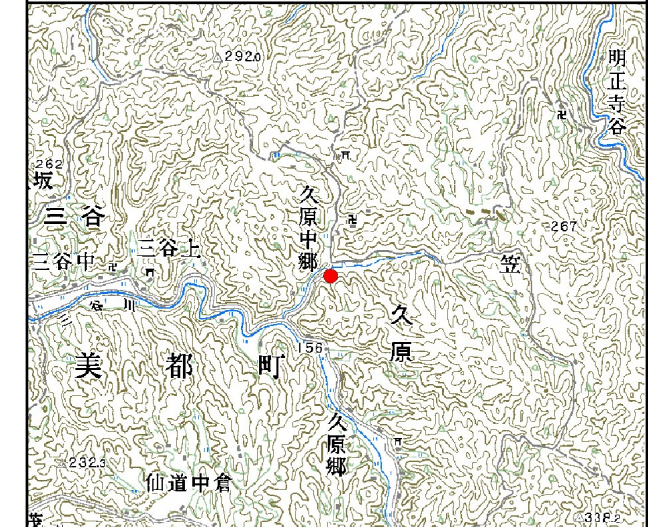 292.0
明正寺谷
262
坂
三谷
久原中郷
三谷上
267
三谷中
笠
川
久原
156
美都町
久原郷
232.3
仙道中倉
茂
338.2